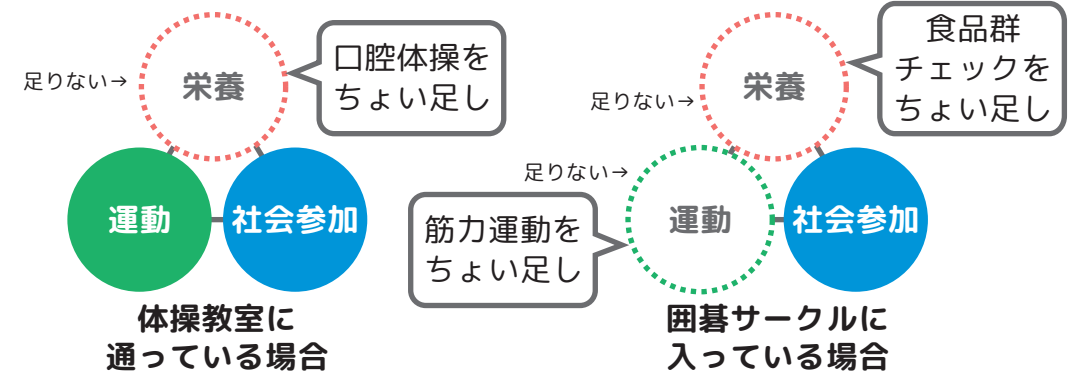 足りない→
栄養
口腔体操を
ちょい足し
運動
社会参加
体操教室に
通っている場合
足りない→
栄養
食品群
チェックを
ちょい足し
足りない→
運動
筋力運動を
ちょい足し
社会参加
囲碁サークルに
入っている場合